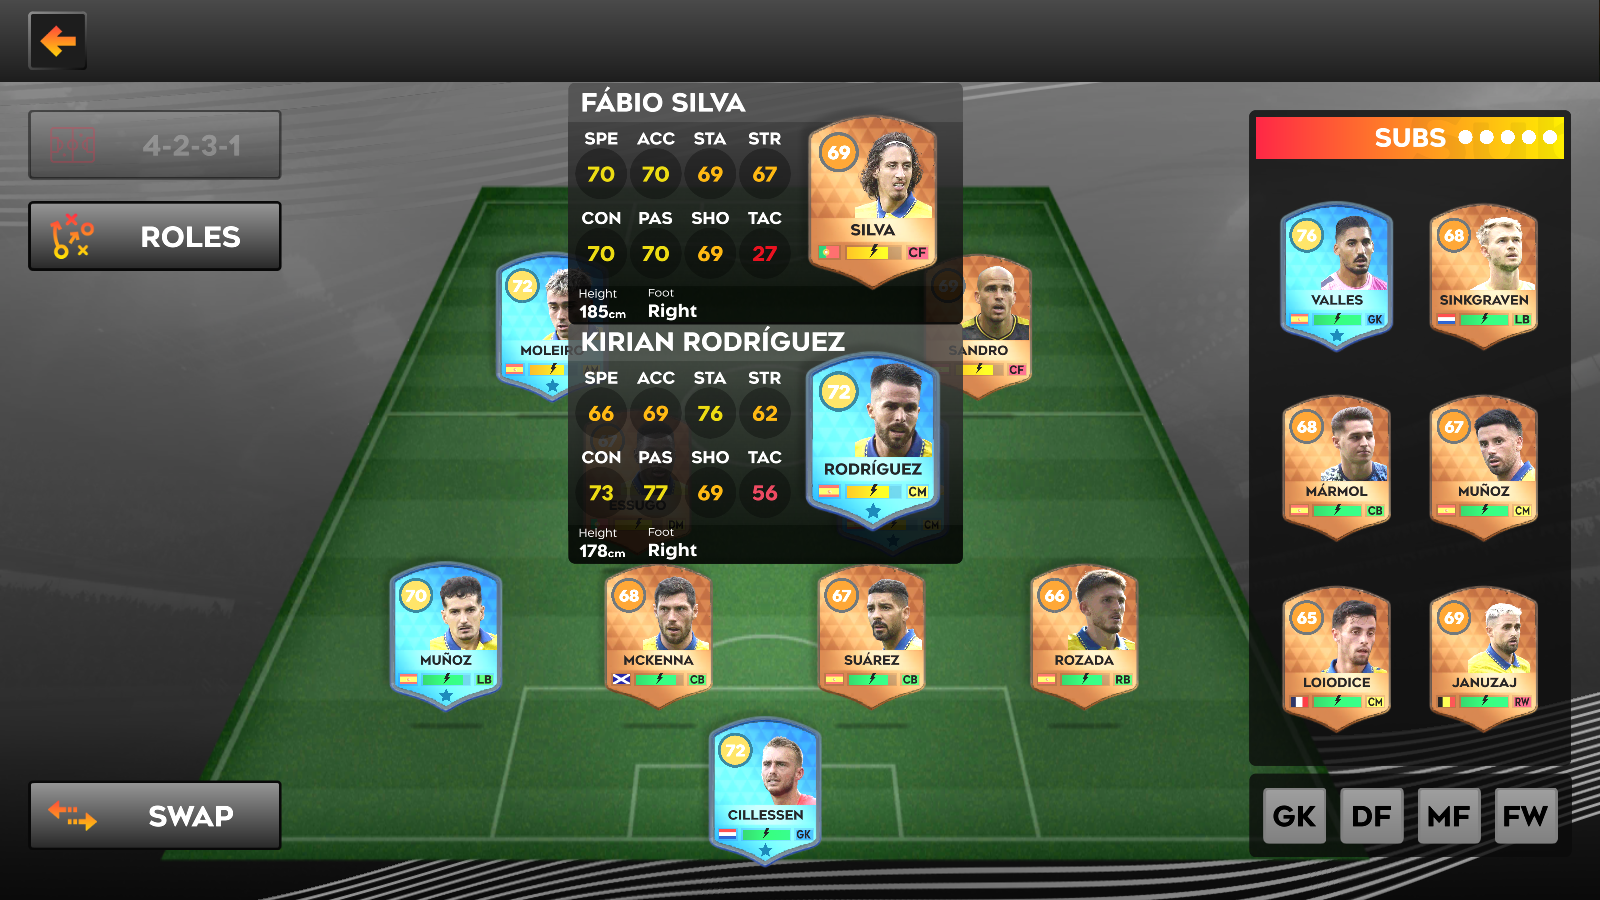 4-2-3-1
ROLES
SWAP
FÁBIO SILVA
SPE ACC STA STR
70 70 69 67
CON PAS SHO TAC
70 70 69 27
Height Foot
185cm Right
69
SILVA
CF
KIRIAN RODRÍGUEZ
SPE ACC STA STR
66 69 76 62
CON PAS SHO TAC
73 77 69 56
Height Foot
178cm Right
72
RODRÍGUEZ
CM
72
MOLEIRO
69
SANDRO
CF
67
ESSUGO
DM
CM
70
MUÑOZ
LB
68
MCKENNA
CB
67
SUÁREZ
CB
66
ROZADA
RB
72
CILLESSEN
GK
SUBS
76
VALLES
GK
68
SINKGRAVEN
LB
68
MÁRMOL
CB
67
MUÑOZ
CM
65
LOIODICE
CM
69
JANUZAJ
RW
GK DF MF FW